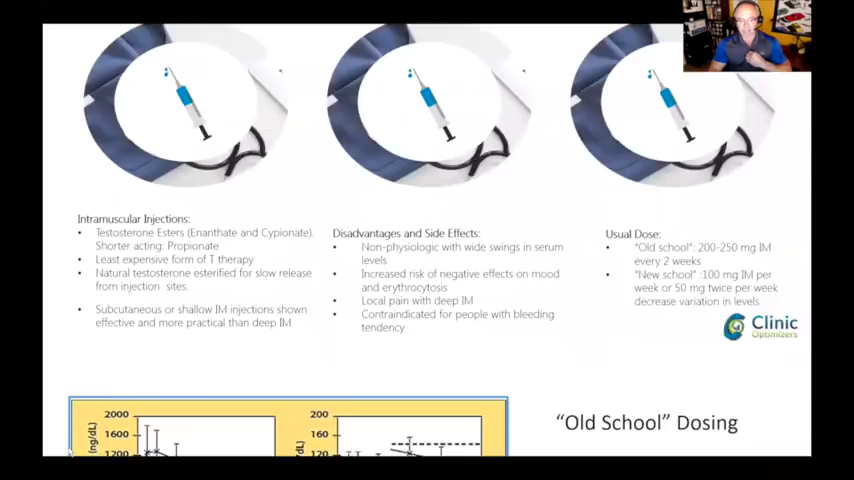 Intramuscular Injections:
• Testosterone Esters (Enanthate and Cypionate).
Shorter acting: Propionate
• Least expensive form of T therapy
• Natural testosterone esterified for slow release
from injection sites.
• Subcutaneous or shallow IM injections shown
effective and more practical than deep IM
Disadvantages and Side Effects:
• Non-physiologic with wide swings in serum
levels
• Increased risk of negative effects on mood
and erythrocytosis
• Local pain with deep IM
• Contraindicated for people with bleeding
tendency
Usual Dose:
• "Old school": 200-250 mg IM
every 2 weeks
• "New school" :100 mg IM per
week or 50 mg twice per week
decrease variation in levels
Clinic
Optimizers
2000
1600
1200
(ng/dL)
200
160
120
"Old School" Dosing